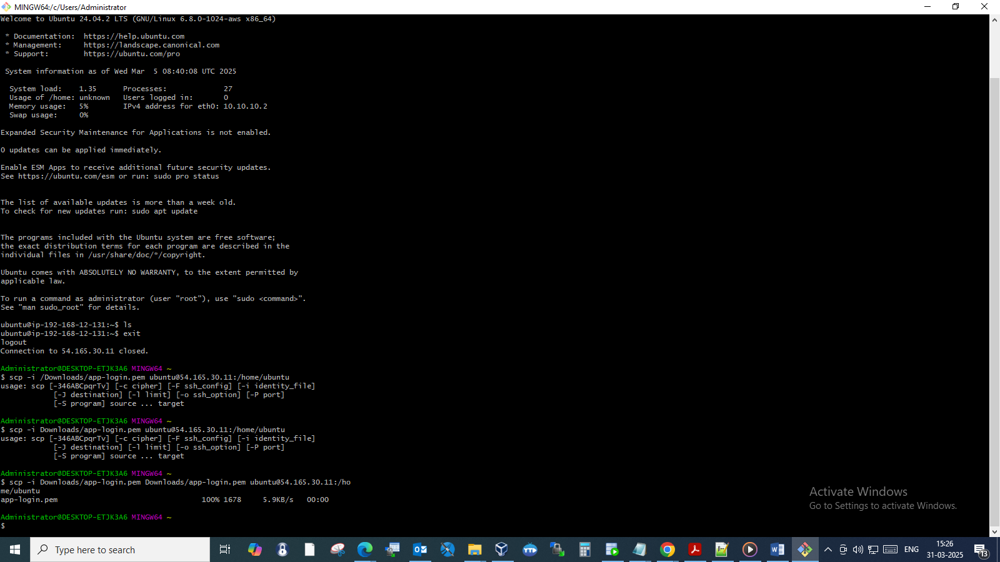 MINGW64:/c/Users/Administrator
Welcome to Ubuntu 24.04.2 LTS (GNU/Linux 6.8.0-1024-aws x86_64)
* Documentation:  https://help.ubuntu.com
* Management:     https://landscape.canonical.com
* Support:        https://ubuntu.com/pro
System information as of Wed Mar  5 08:40:08 UTC 2025
System load:    1.35      Processes:             27
Usage of /home: unknown   Users logged in:       0
Memory usage:   5%        IPv4 address for eth0: 10.10.10.2
Swap usage:     0%
Expanded Security Maintenance for Applications is not enabled.
0 updates can be applied immediately.
Enable ESM Apps to receive additional future security updates.
See https://ubuntu.com/esm or run: sudo pro status
The list of available updates is more than a week old.
To check for new updates run: sudo apt update
The programs included with the Ubuntu system are free software;
the exact distribution terms for each program are described in the
individual files in /usr/share/doc/*/copyright.
Ubuntu comes with ABSOLUTELY NO WARRANTY, to the extent permitted by
applicable law.
To run a command as administrator (user "root"), use "sudo <command>".
See "man sudo_root" for details.
ubuntu@ip-192-168-12-131:~$ ls
ubuntu@ip-192-168-12-131:~$ exit
logout
Connection to 54.165.30.11 closed.
Administrator@DESKTOP-ETJK3A6 MINGW64 ~
$ scp -i /Downloads/app-login.pem ubuntu@54.165.30.11:/home/ubuntu
usage: scp [-346ABCpqrTv] [-c cipher] [-F ssh_config] [-i identity_file]
[-J destination] [-l limit] [-o ssh_option] [-P port]
[-S program] source ... target
Administrator@DESKTOP-ETJK3A6 MINGW64 ~
$ scp -i Downloads/app-login.pem ubuntu@54.165.30.11:/home/ubuntu
usage: scp [-346ABCpqrTv] [-c cipher] [-F ssh_config] [-i identity_file]
[-J destination] [-l limit] [-o ssh_option] [-P port]
[-S program] source ... target
Administrator@DESKTOP-ETJK3A6 MINGW64 ~
$ scp -i Downloads/app-login.pem Downloads/app-login.pem ubuntu@54.165.30.11:/ho
me/ubuntu
app-login.pem                                 100% 1678     5.9KB/s   00:00
Administrator@DESKTOP-ETJK3A6 MINGW64 ~
$
Activate Windows
Go to Settings to activate Windows.
Type here to search
YTD
ENG
15:26
31-03-2025
13